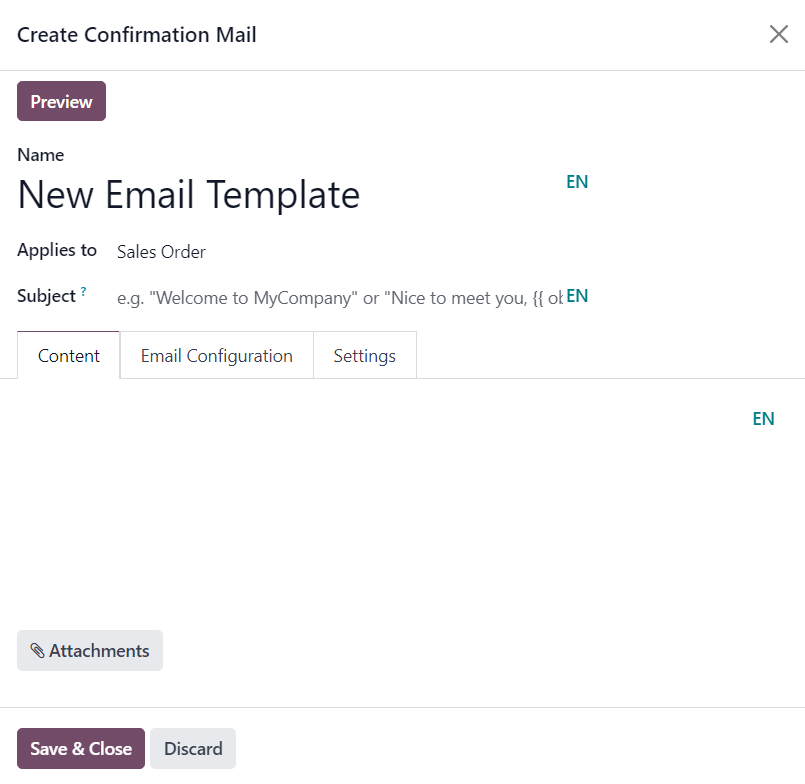 Create Confirmation Mail
Preview
Name
New Email Template EN
Applies to Sales Order
Subject ? e.g. "Welcome to MyCompany" or "Nice to meet you, {{ EN
Content Email Configuration Settings
EN
Attachments
Save & Close Discard